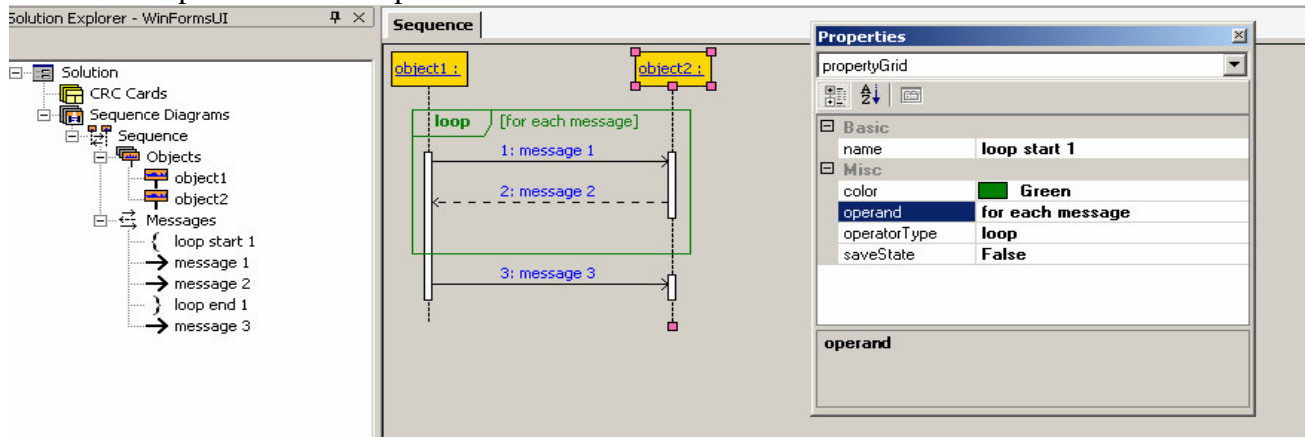 Solution Explorer - WinFormsUI
Solution
CRC Cards
Sequence Diagrams
Sequence
Objects
object1
object2
Messages
loop start 1
message 1
message 2
loop end 1
message 3
Sequence
object1 :
object2 :
loop [for each message]
1: message 1
2: message 2
3: message 3
Properties
propertyGrid
Basic
name loop start 1
Misc
color Green
operand for each message
operatorType loop
saveState False
operand